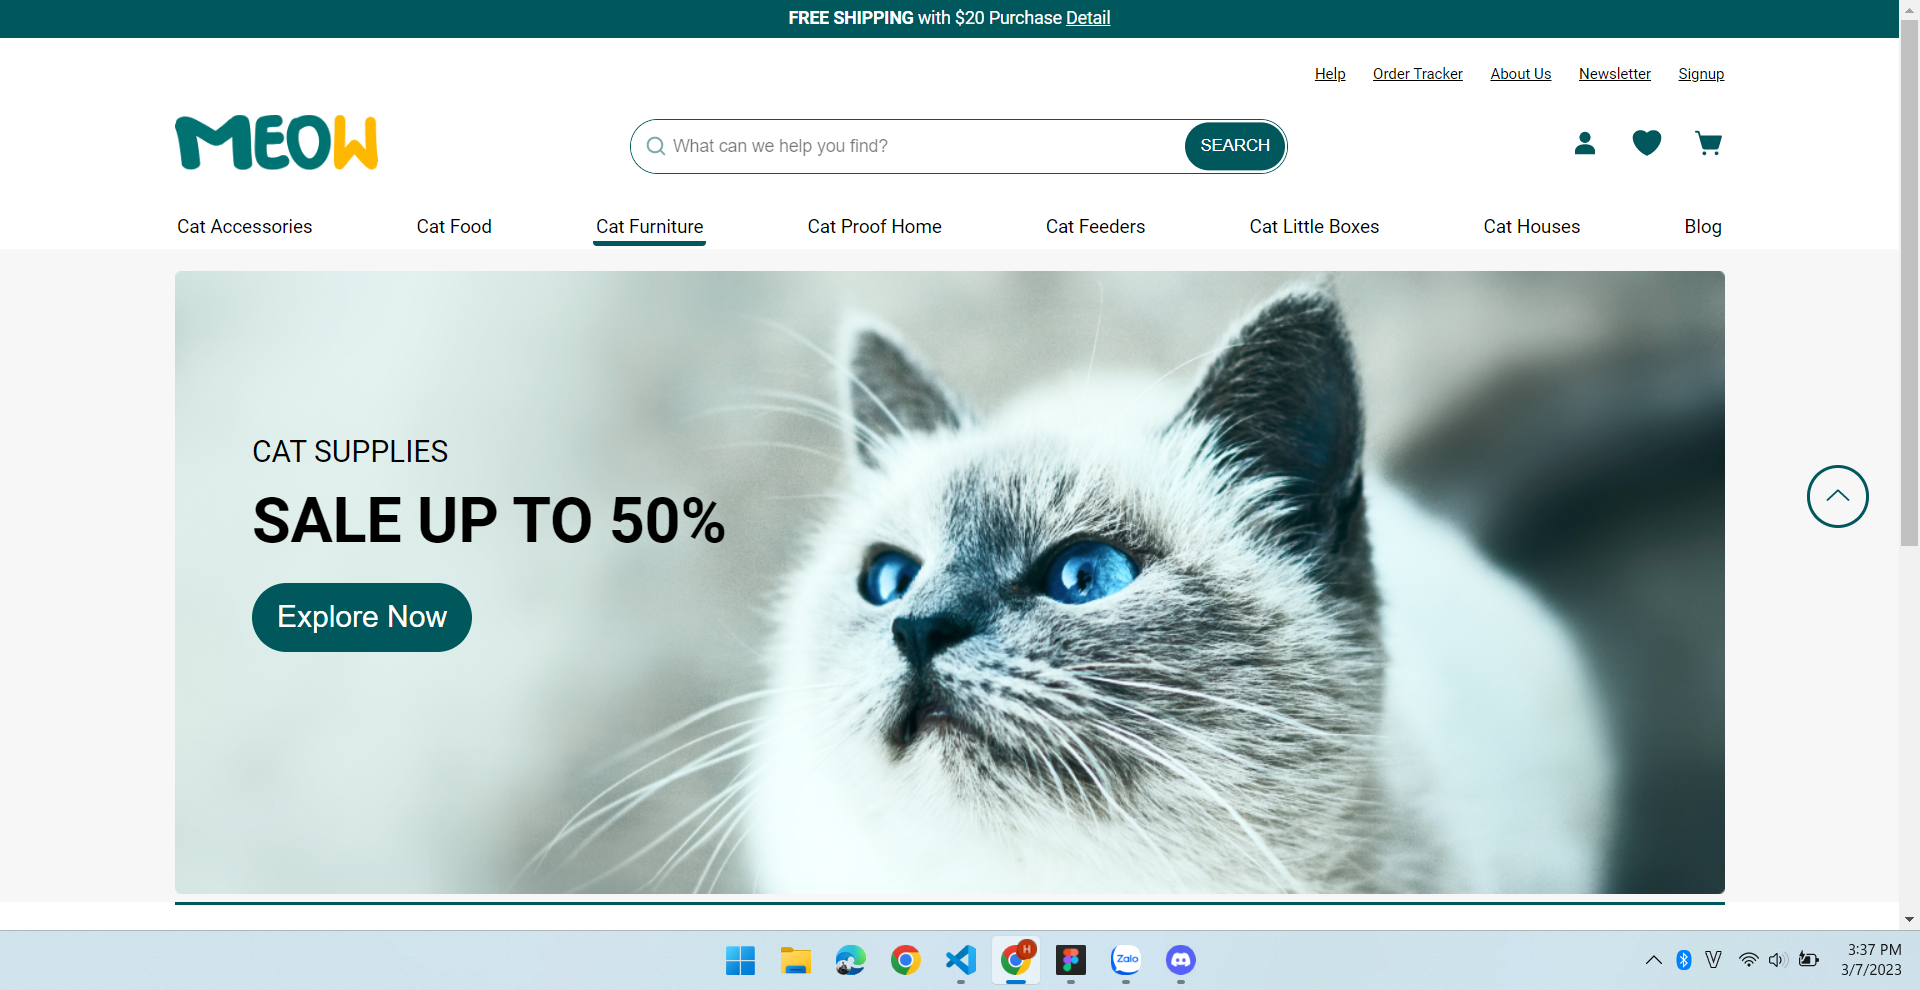 FREE SHIPPING with $20 Purchase Detail
Help Order Tracker About Us Newsletter Signup
MEOW
What can we help you find?
SEARCH
Cat Accessories Cat Food Cat Furniture Cat Proof Home Cat Feeders Cat Little Boxes Cat Houses Blog
CAT SUPPLIES
SALE UP TO 50%
Explore Now
H
Zalo
3:37 PM
3/7/2023